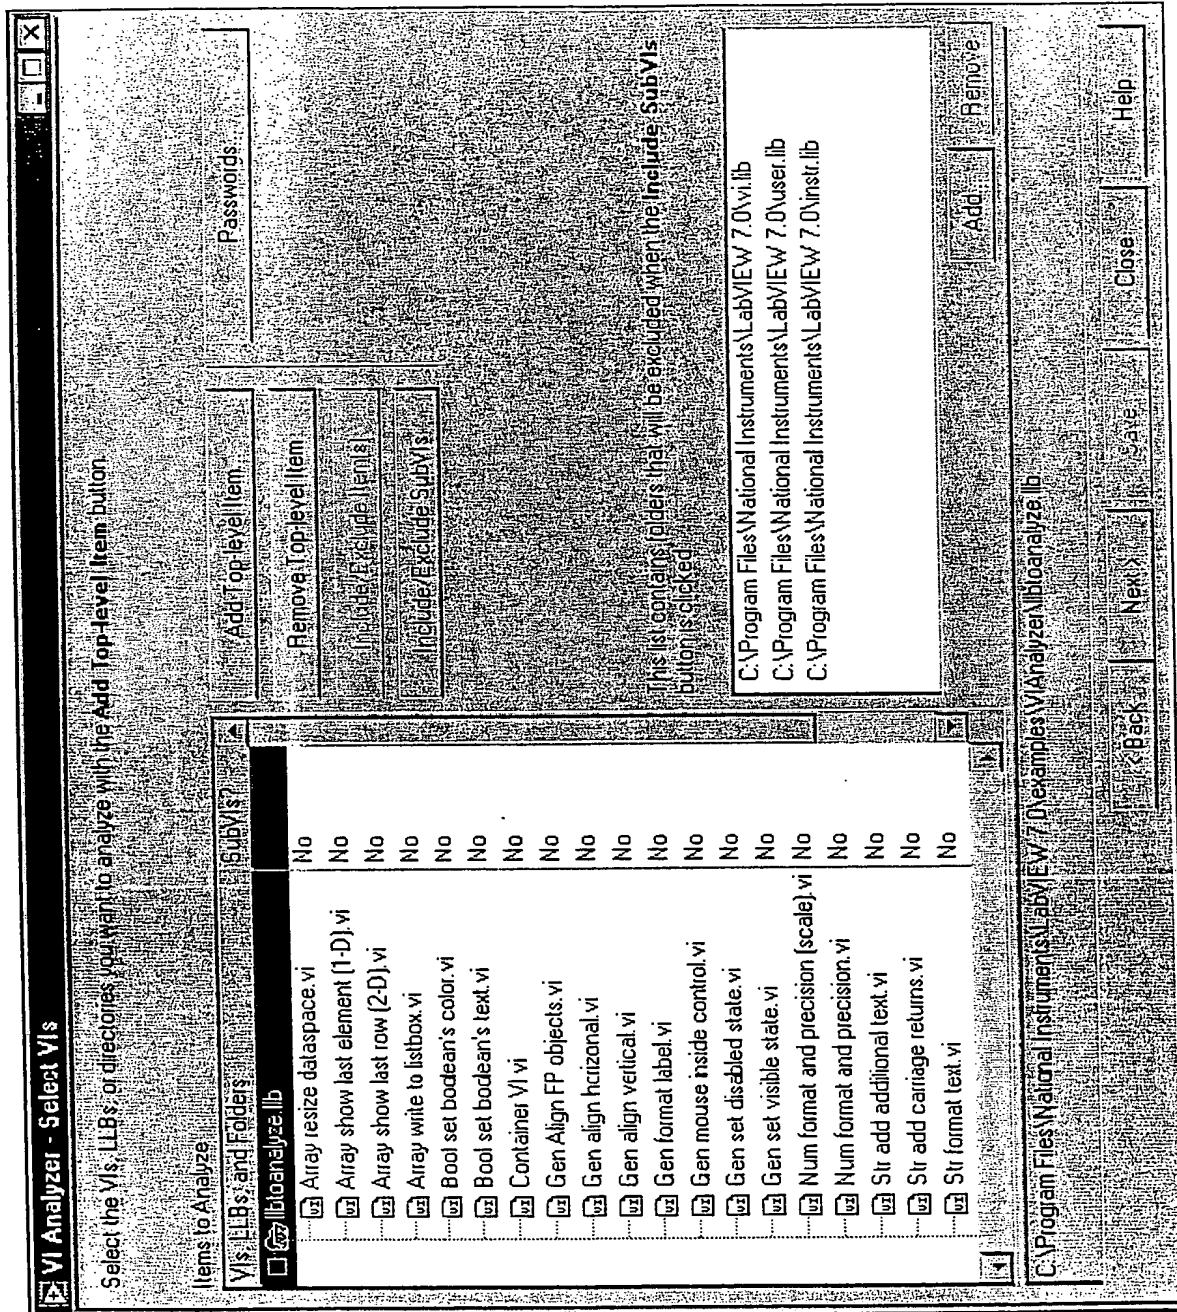 VI Analyzer - Select VIs
Select the VIs, LLBs, or directories you want to analyze with the Add Top-level Item button.
Items to Analyze
VIs, LLBs, and Folders
SubVIs?
llbtoanalyze.llb
Array resize dataspace.vi No
Array show last element (1-D).vi No
Array show last row (2-D).vi No
Array write to listbox.vi No
Bool set boolean's color.vi No
Bool set boolean's text.vi No
Container VI.vi No
Gen Align FP objects.vi No
Gen align horizonal.vi No
Gen align vertical.vi No
Gen format label.vi No
Gen mouse inside control.vi No
Gen set disabled state.vi No
Gen set visible state.vi No
Num format and precision (scale).vi No
Num format and precision.vi No
Str add additional text.vi No
Str add carriage returns.vi No
Str format text.vi No
Add Top-level Item...
Remove Top-level Item
Include/Exclude Item(s)
Include/Exclude SubVIs
Passwords...
This list contains folders that will be excluded when the Include SubVIs
button is clicked
C:\Program Files\National Instruments\LabVIEW 7.0\vi.lib
C:\Program Files\National Instruments\LabVIEW 7.0\user.lib
C:\Program Files\National Instruments\LabVIEW 7.0\instr.lib
Add...
Remove
C:\Program Files\National Instruments\LabVIEW 7.0\examples\VIAnalyzer\llbtoanalyze.llb
< Back
Next >
Save
Close
Help